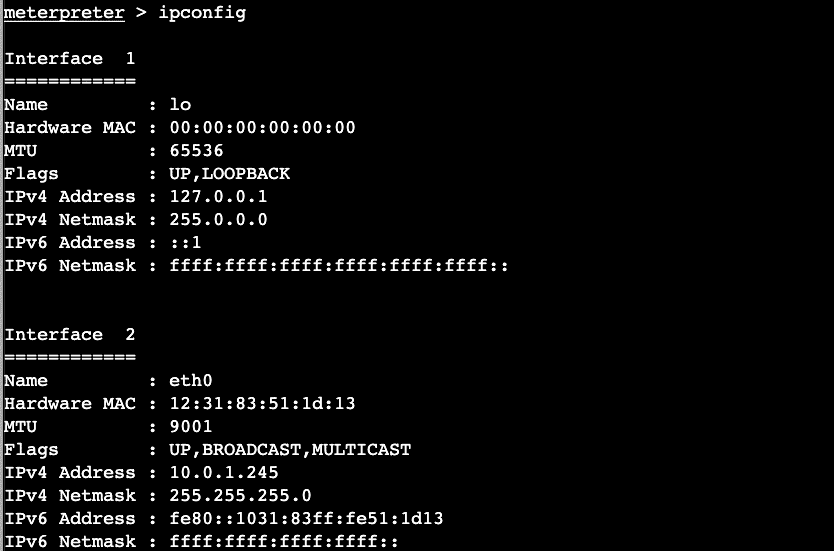 meterpreter > ipconfig
Interface  1
============
Name         : lo
Hardware MAC : 00:00:00:00:00:00
MTU          : 65536
Flags        : UP,LOOPBACK
IPv4 Address : 127.0.0.1
IPv4 Netmask : 255.0.0.0
IPv6 Address : ::1
IPv6 Netmask : ffff:ffff:ffff:ffff:ffff:ffff::
Interface  2
============
Name         : eth0
Hardware MAC : 12:31:83:51:1d:13
MTU          : 9001
Flags        : UP,BROADCAST,MULTICAST
IPv4 Address : 10.0.1.245
IPv4 Netmask : 255.255.255.0
IPv6 Address : fe80::1031:83ff:fe51:1d13
IPv6 Netmask : ffff:ffff:ffff:ffff::